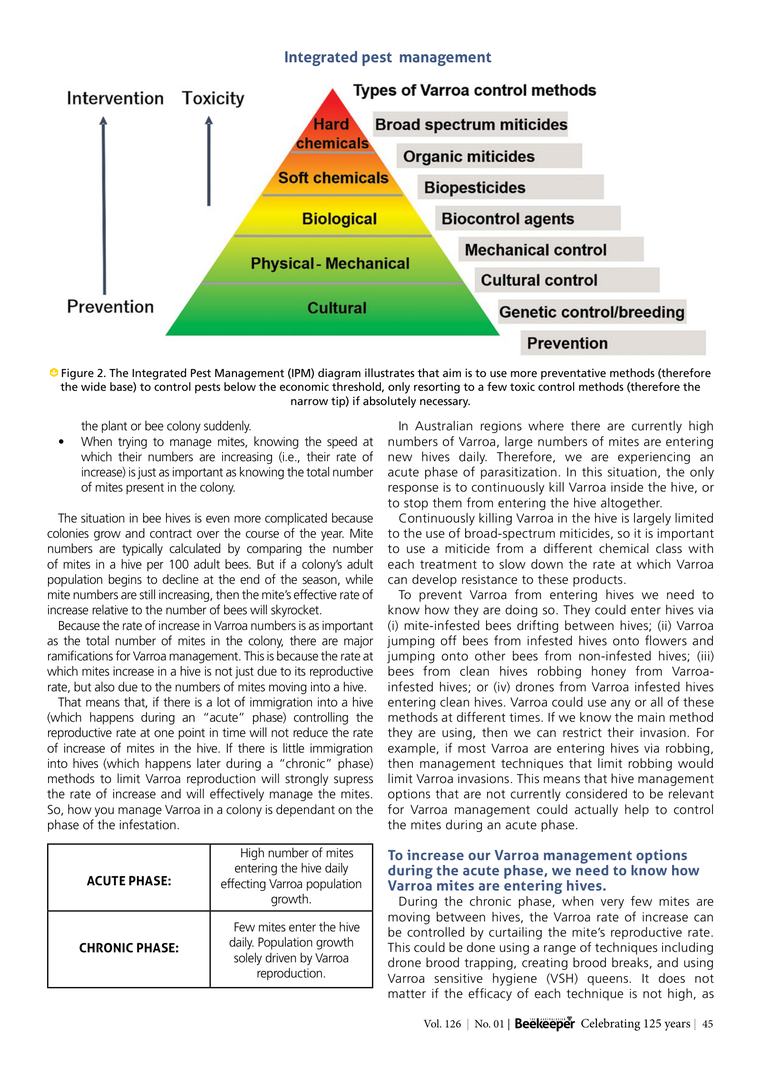 Integrated pest management
Types of Varroa control methods
Intervention Toxicity
Prevention
Hard
chemicals
Soft chemicals
Biological
Physical - Mechanical
Cultural
Broad spectrum miticides
Organic miticides
Biopesticides
Biocontrol agents
Mechanical control
Cultural control
Genetic control/breeding
Prevention
Figure 2. The Integrated Pest Management (IPM) diagram illustrates that aim is to use more preventative methods (therefore
the wide base) to control pests below the economic threshold, only resorting to a few toxic control methods (therefore the
narrow tip) if absolutely necessary.
the plant or bee colony suddenly.
• When trying to manage mites, knowing the speed at
which their numbers are increasing (i.e., their rate of
increase) is just as important as knowing the total number
of mites present in the colony.
The situation in bee hives is even more complicated because
colonies grow and contract over the course of the year. Mite
numbers are typically calculated by comparing the number
of mites in a hive per 100 adult bees. But if a colony's adult
population begins to decline at the end of the season, while
mite numbers are still increasing, then the mite's effective rate of
increase relative to the number of bees will skyrocket.
Because the rate of increase in Varroa numbers is as important
as the total number of mites in the colony, there are major
ramifications for Varroa management. This is because the rate at
which mites increase in a hive is not just due to its reproductive
rate, but also due to the numbers of mites moving into a hive.
That means that, if there is a lot of immigration into a hive
(which happens during an "acute" phase) controlling the
reproductive rate at one point in time will not reduce the rate
of increase of mites in the hive. If there is little immigration
into hives (which happens later during a "chronic" phase)
methods to limit Varroa reproduction will strongly supress
the rate of increase and will effectively manage the mites.
So, how you manage Varroa in a colony is dependant on the
phase of the infestation.
ACUTE PHASE:
High number of mites
entering the hive daily
effecting Varroa population
growth.
CHRONIC PHASE:
Few mites enter the hive
daily. Population growth
solely driven by Varroa
reproduction.
In Australian regions where there are currently high
numbers of Varroa, large numbers of mites are entering
new hives daily. Therefore, we are experiencing an
acute phase of parasitization. In this situation, the only
response is to continuously kill Varroa inside the hive, or
to stop them from entering the hive altogether.
Continuously killing Varroa in the hive is largely limited
to the use of broad-spectrum miticides, so it is important
to use a miticide from a different chemical class with
each treatment to slow down the rate at which Varroa
can develop resistance to these products.
To prevent Varroa from entering hives we need to
know how they are doing so. They could enter hives via
(i) mite-infested bees drifting between hives; (ii) Varroa
jumping off bees from infested hives onto flowers and
jumping onto other bees from non-infested hives; (iii)
bees from clean hives robbing honey from Varroa-
infested hives; or (iv) drones from Varroa infested hives
entering clean hives. Varroa could use any or all of these
methods at different times. If we know the main method
they are using, then we can restrict their invasion. For
example, if most Varroa are entering hives via robbing,
then management techniques that limit robbing would
limit Varroa invasions. This means that hive management
options that are not currently considered to be relevant
for Varroa management could actually help to control
the mites during an acute phase.
To increase our Varroa management options
during the acute phase, we need to know how
Varroa mites are entering hives.
During the chronic phase, when very few mites are
moving between hives, the Varroa rate of increase can
be controlled by curtailing the mite's reproductive rate.
This could be done using a range of techniques including
drone brood trapping, creating brood breaks, and using
Varroa sensitive hygiene (VSH) queens. It does not
matter if the efficacy of each technique is not high, as
Vol. 126 | No. 01 | Beekeeper Celebrating 125 years | 45